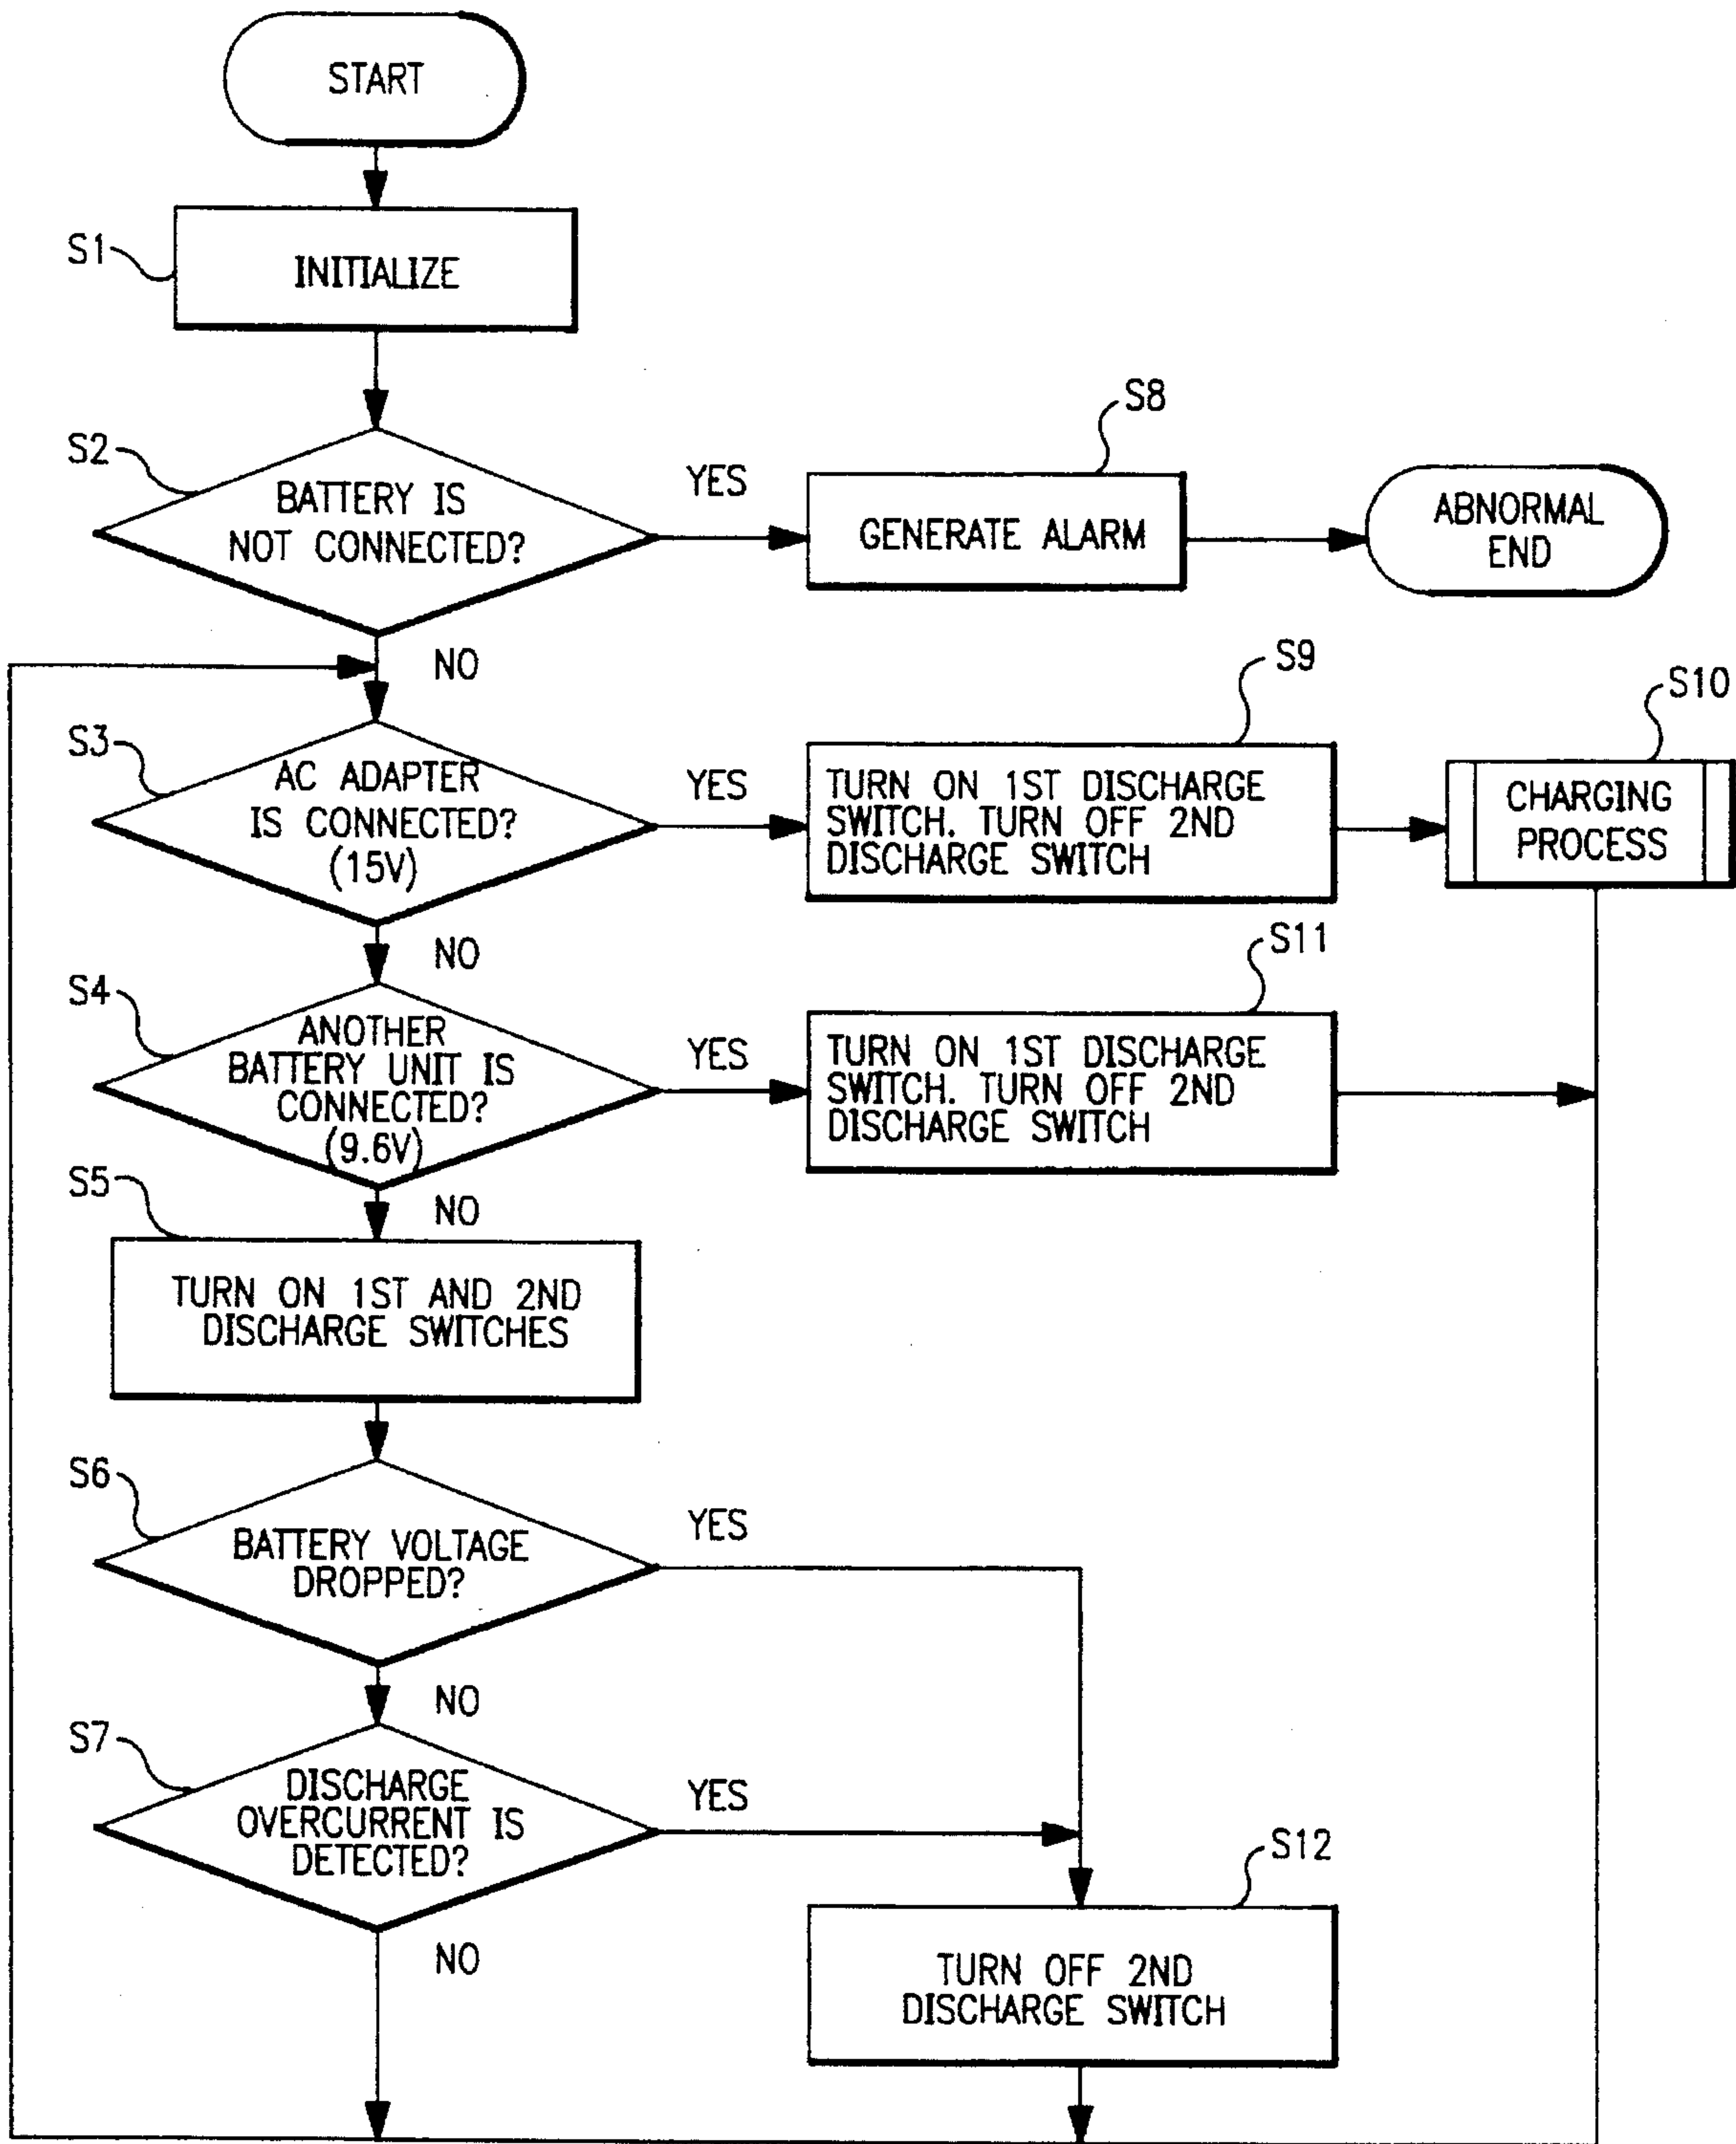 START
S1
INITIALIZE
S2
BATTERY IS
NOT CONNECTED?
YES
S8
GENERATE ALARM
ABNORMAL
END
NO
S3
AC ADAPTER
IS CONNECTED?
(15V)
YES
S9
TURN ON 1ST DISCHARGE
SWITCH. TURN OFF 2ND
DISCHARGE SWITCH
S10
CHARGING
PROCESS
NO
S4
ANOTHER
BATTERY UNIT IS
CONNECTED?
(9.6V)
YES
S11
TURN ON 1ST DISCHARGE
SWITCH. TURN OFF 2ND
DISCHARGE SWITCH
NO
S5
TURN ON 1ST AND 2ND
DISCHARGE SWITCHES
S6
BATTERY VOLTAGE
DROPPED?
YES
NO
S7
DISCHARGE
OVERCURRENT IS
DETECTED?
YES
NO
S12
TURN OFF 2ND
DISCHARGE SWITCH